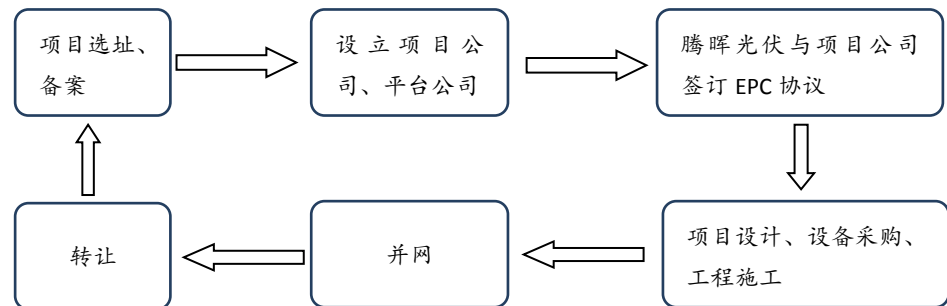 项目选址、
备案
设立项目公
司、平台公司
腾晖光伏与项目公司
签订 EPC 协议
项目设计、设备采购、
工程施工
并网
转让